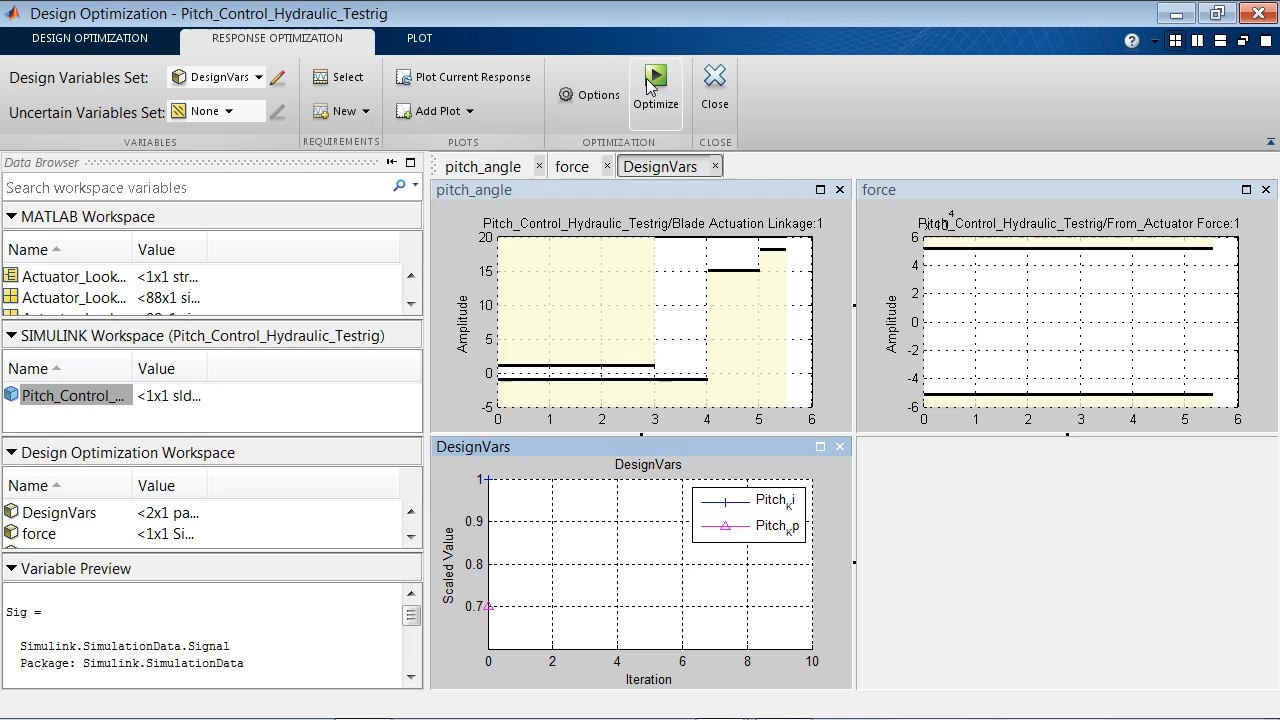 Design Optimization - Pitch_Control_Hydraulic_Testrig
DESIGN OPTIMIZATION
RESPONSE OPTIMIZATION
PLOT
Design Variables Set:
DesignVars
Uncertain Variables Set:
None
Select
New
Plot Current Response
Add Plot
Options
Optimize
Close
VARIABLES
REQUIREMENTS
PLOTS
OPTIMIZATION
CLOSE
Data Browser
Search workspace variables
MATLAB Workspace
Name
Value
Actuator_Look...
<1x1 str...
Actuator_Look...
<88x1 si...
SIMULINK Workspace (Pitch_Control_Hydraulic_Testrig)
Name
Value
Pitch_Control_...
<1x1 sld...
Design Optimization Workspace
Name
Value
DesignVars
<2x1 pa...
force
<1x1 Si...
Variable Preview
Sig =
Simulink.SimulationData.Signal
Package: Simulink.SimulationData
pitch_angle
force
DesignVars
pitch_angle
Pitch_Control_Hydraulic_Testrig/Blade Actuation Linkage:1
20
15
10
5
0
-5
Amplitude
0 1 2 3 4 5 6
force
Pitch_Control_Hydraulic_Testrig/From_Actuator Force:1
x 10^4
6
4
2
0
-2
-4
-6
Amplitude
0 1 2 3 4 5 6
DesignVars
DesignVars
1
0.9
0.8
0.7
Scaled Value
Pitch_K i
Pitch_K p
0 2 4 6 8 10
Iteration